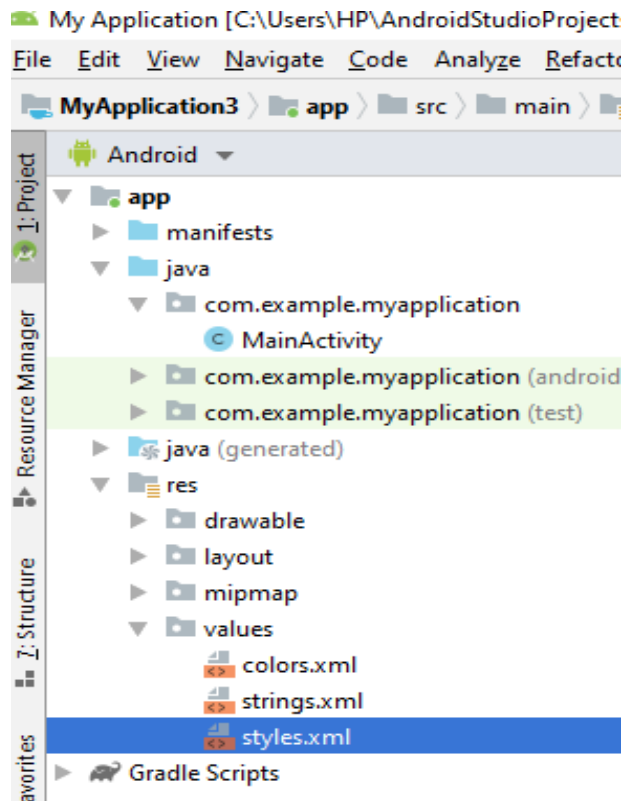 My Application [C:\Users\HP\AndroidStudioProjects
File Edit View Navigate Code Analyze Refacto
MyApplication3 app src main
Android
1: Project
app
manifests
java
com.example.myapplication
MainActivity
com.example.myapplication (android
com.example.myapplication (test)
java (generated)
Resource Manager
res
drawable
layout
mipmap
values
colors.xml
strings.xml
styles.xml
Z: Structure
Gradle Scripts
avorites